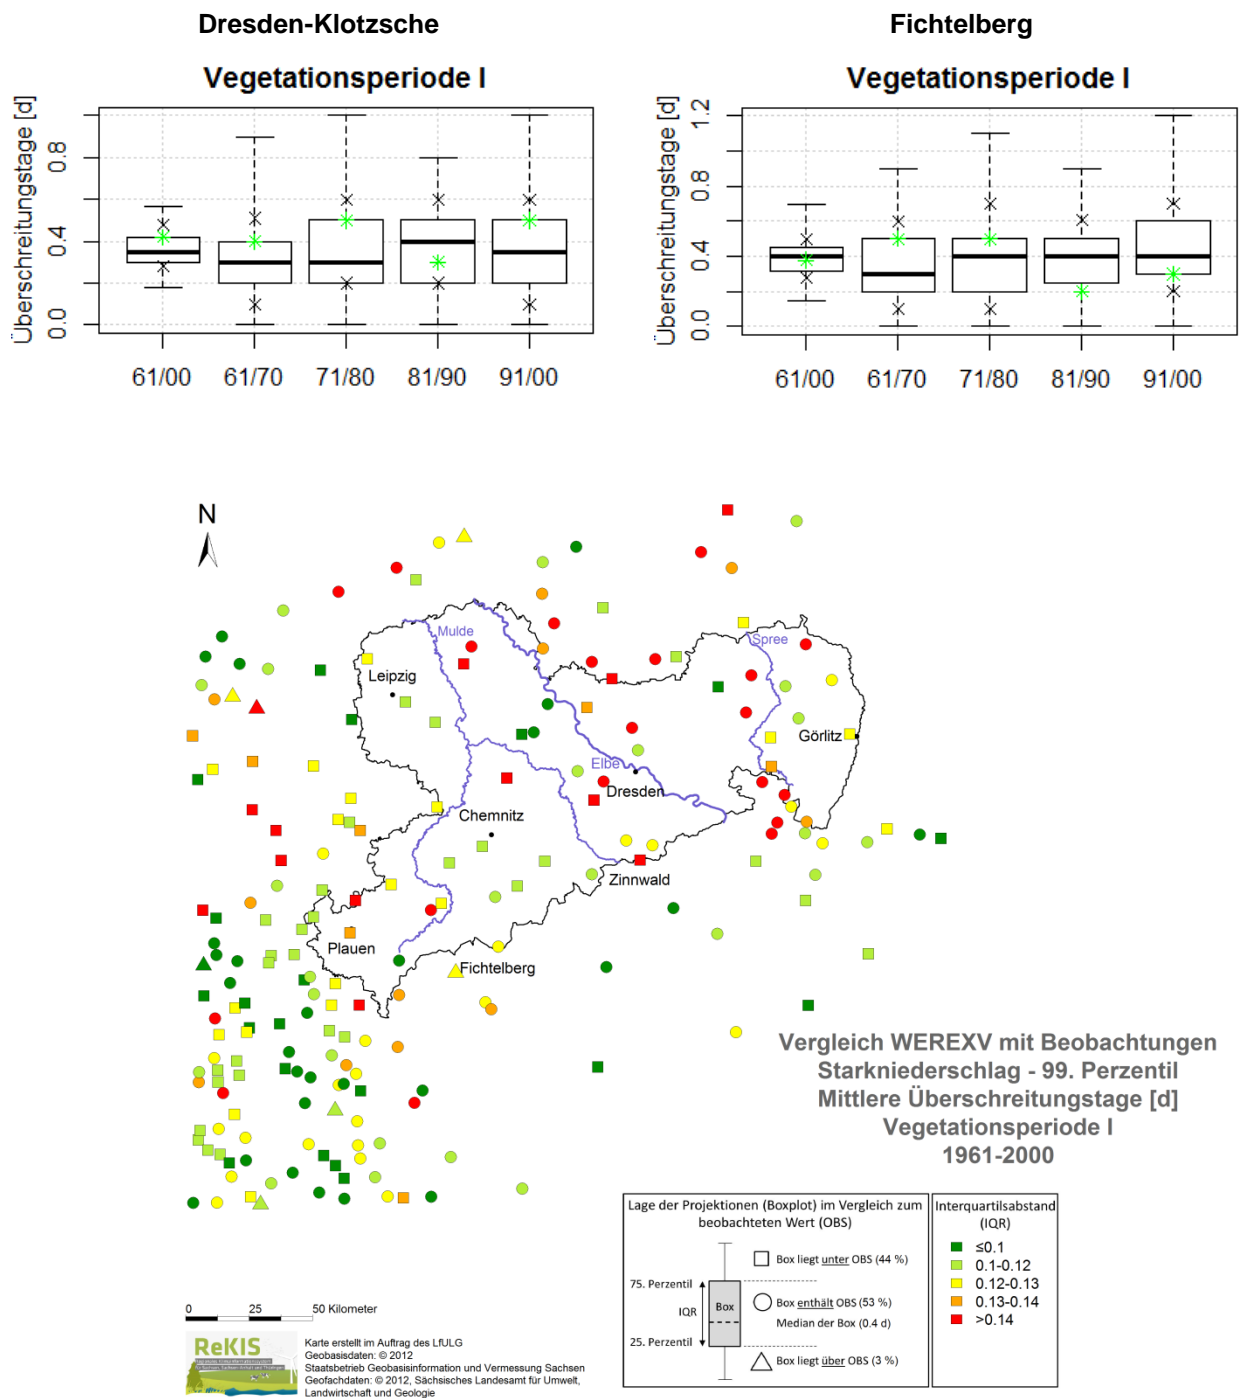 Dresden-Klotzsche
Fichtelberg
Vegetationsperiode I
Vegetationsperiode I
Überschreitungstage [d]
0.0 0.4 0.8
61/00 61/70 71/80 81/90 91/00
Überschreitungstage [d]
0.0 0.4 0.8 1.2
61/00 61/70 71/80 81/90 91/00
N
Mulde
Spree
Leipzig
Görlitz
Elbe
Dresden
Chemnitz
Zinnwald
Plauen
Fichtelberg
Vergleich WEREXV mit Beobachtungen
Starkniederschlag - 99. Perzentil
Mittlere Überschreitungstage [d]
Vegetationsperiode I
1961-2000
Lage der Projektionen (Boxplot) im Vergleich zum
beobachteten Wert (OBS)
Box liegt unter OBS (44 %)
75. Perzentil
IQR
Box
Box enthält OBS (53 %)
Median der Box (0.4 d)
25. Perzentil
Box liegt über OBS (3 %)
Interquartilsabstand
(IQR)
≤0.1
0.1-0.12
0.12-0.13
0.13-0.14
>0.14
0 25 50 Kilometer
ReKIS
Karte erstellt im Auftrag des LfULG
Geobasisdaten: © 2012
Staatsbetrieb Geobasisinformation und Vermessung Sachsen
Geofachdaten: © 2012, Sächsisches Landesamt für Umwelt,
Landwirtschaft und Geologie